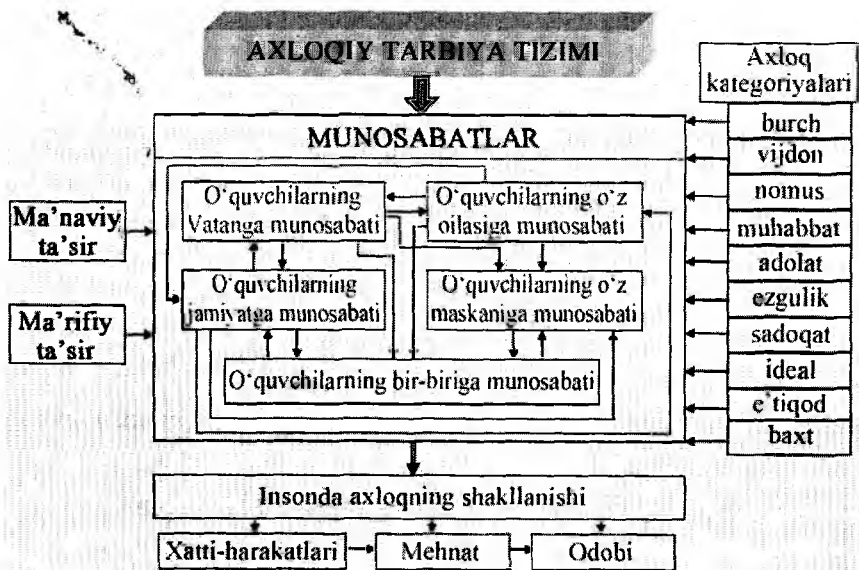 AXLOQIY TARBIYA TIZIMI
Axloq
kategoriyalari
MUNOSABATLAR
burch
vijdon
nomus
muhabbat
adolat
ezgulik
sadoqat
ideal
e'tiqod
baxt
Ma'naviy
ta'sir
Ma'rifiy
ta'sir
O'quvchilarning
Vatanga munosabati
O'quvchilarning o'z
oilasiga munosabati
O'quvchilarning
jamiyatga munosabati
O'quvchilarning o'z
maskaniga munosabati
O'quvchilarning bir-biriga munosabati
Insonda axloqning shakllanishi
Xatti-harakatlari
Mehnat
Odobi